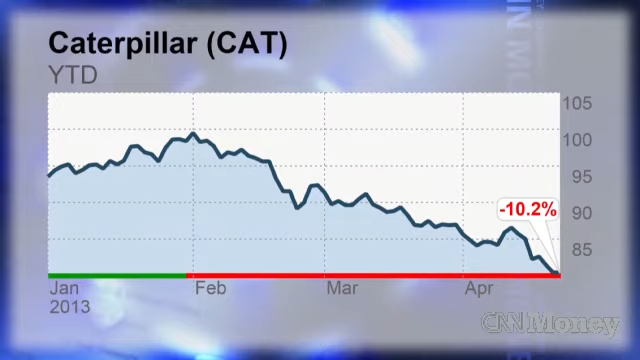 Caterpillar (CAT)
YTD
105
100
95
90
85
-10.2%
Jan
Feb
Mar
Apr
2013
CNNMoney